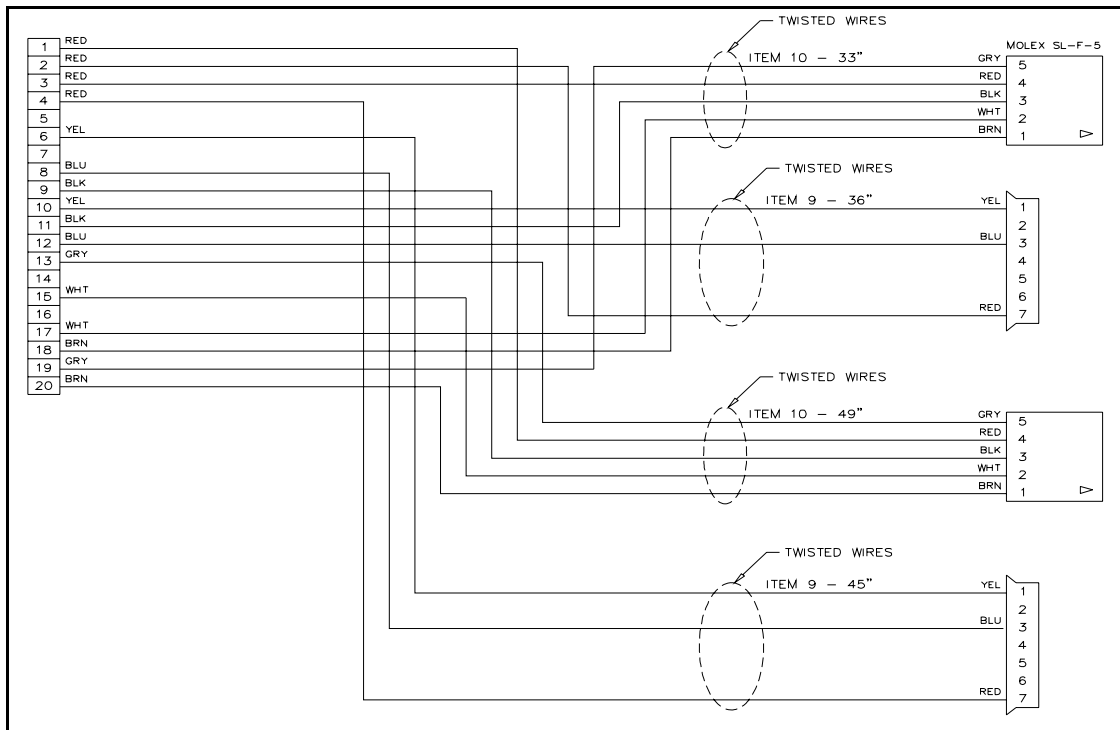 1 RED
2 RED
3 RED
4 RED
5
6 YEL
7
8 BLU
9 BLK
10 YEL
11 BLK
12 BLU
13 GRY
14
15 WHT
16
17 WHT
18 BRN
19 GRY
20 BRN
TWISTED WIRES
ITEM 10 - 33"
MOLEX SL-F-5
GRY 5
RED 4
BLK 3
WHT 2
BRN 1
TWISTED WIRES
ITEM 9 - 36"
YEL 1
2
BLU 3
4
5
6
RED 7
TWISTED WIRES
ITEM 10 - 49"
GRY 5
RED 4
BLK 3
WHT 2
BRN 1
TWISTED WIRES
ITEM 9 - 45"
YEL 1
2
BLU 3
4
5
6
RED 7